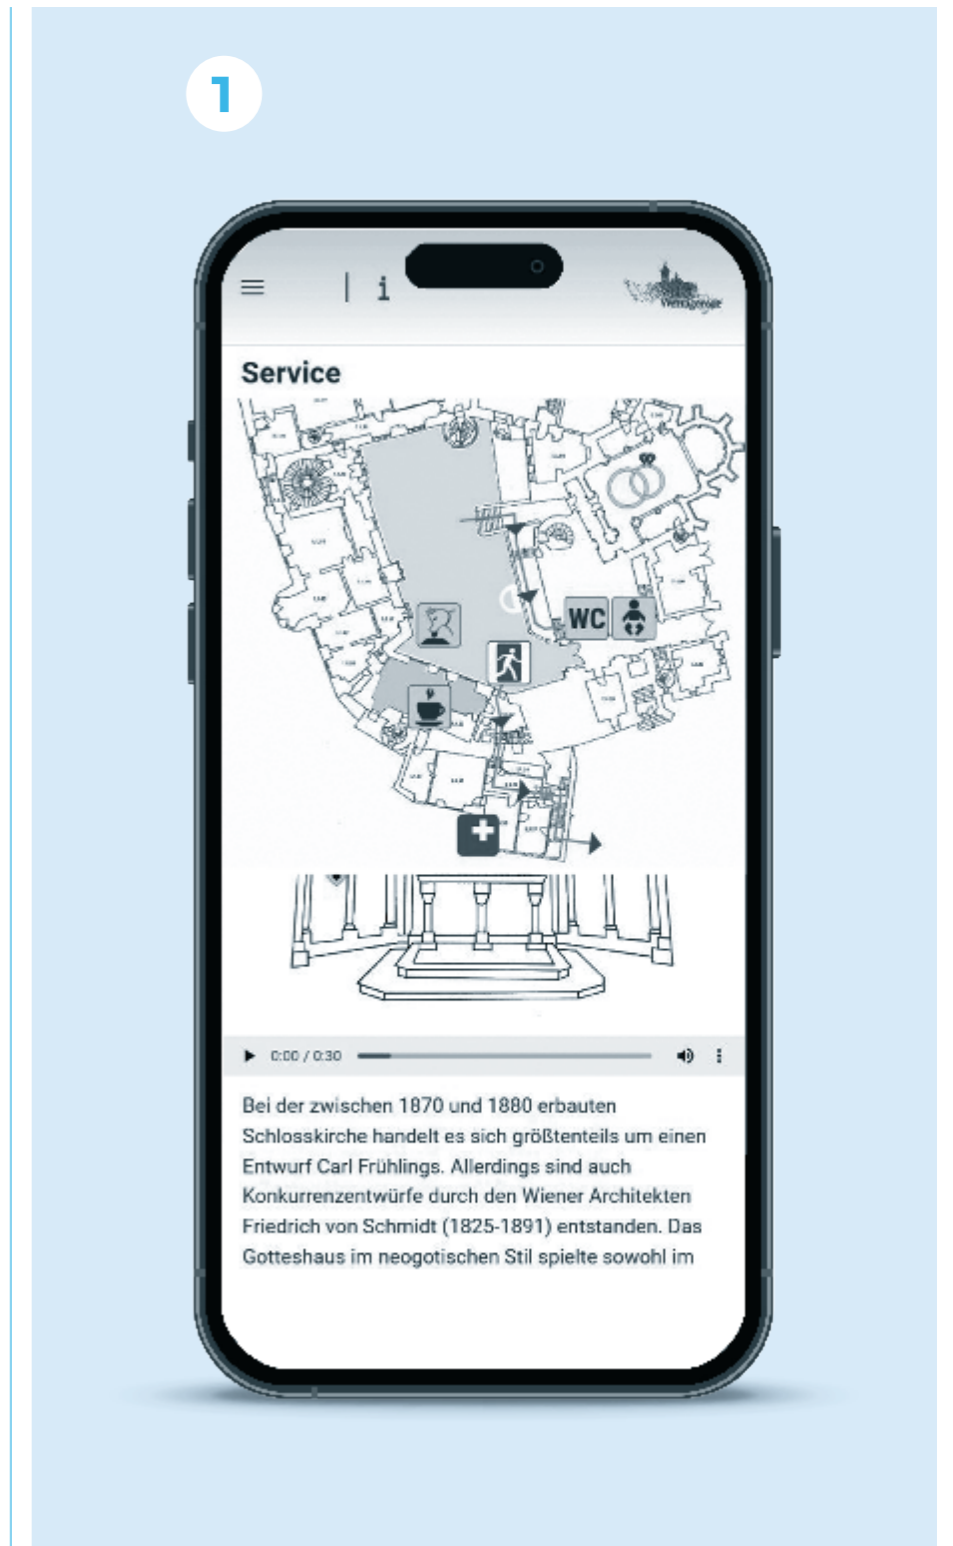 1
i
Wernigerode
Service
WC
0:00 / 0:30
Bei der zwischen 1870 und 1880 erbauten
Schlosskirche handelt es sich größtenteils um einen
Entwurf Carl Frühlings. Allerdings sind auch
Konkurrenzentwürfe durch den Wiener Architekten
Friedrich von Schmidt (1825-1891) entstanden. Das
Gotteshaus im neogotischen Stil spielte sowohl im